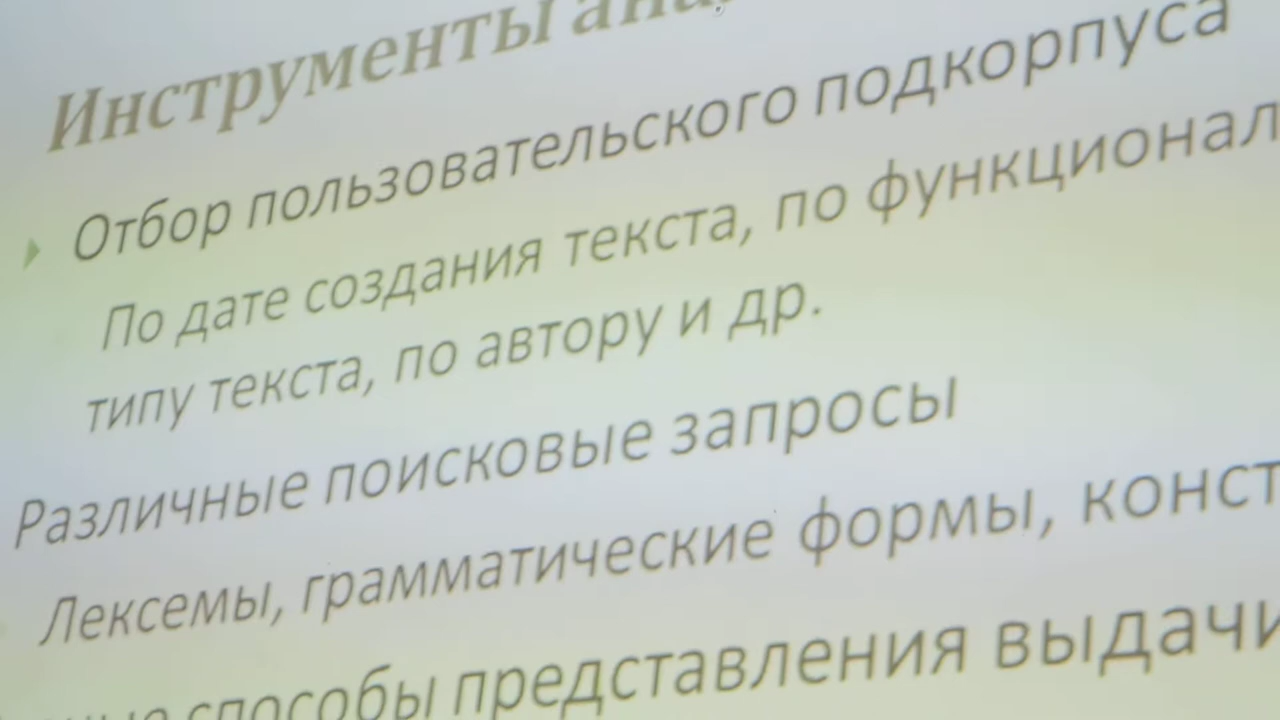 Инструменты
Отбор пользовательского подкорпуса
По дате создания текста, по функционал
типу текста, по автору и др.
Различные поисковые запросы
Лексемы, грамматические формы, конст
способы представления выдачи